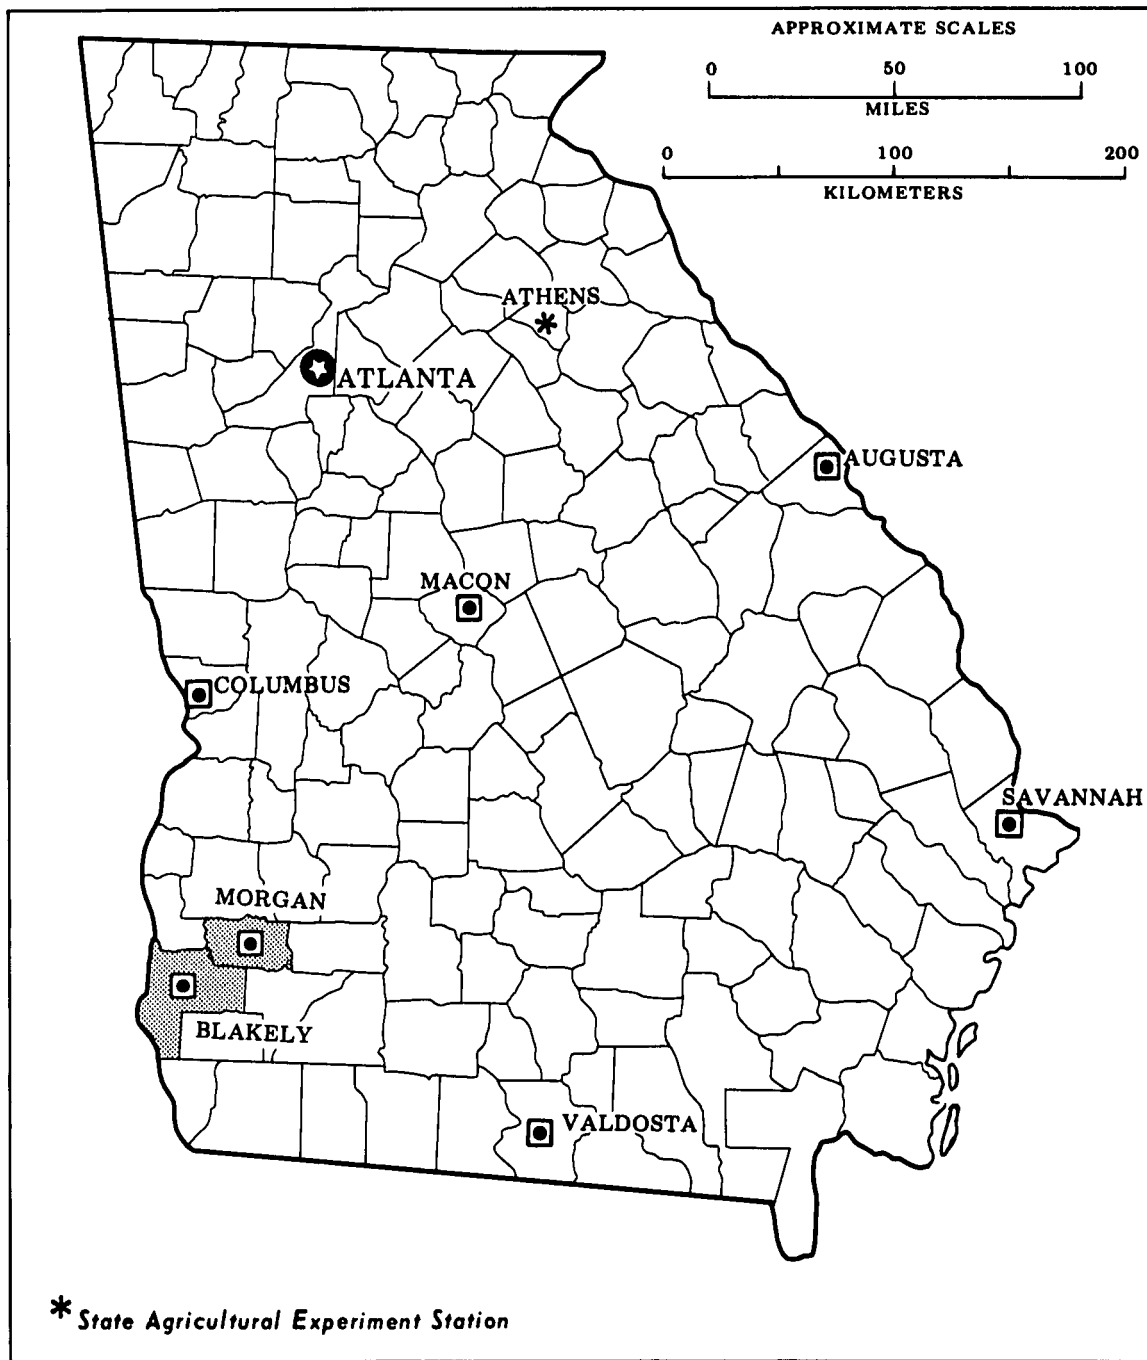 APPROXIMATE SCALES
0 50 100
MILES
0 100 200
KILOMETERS
ATHENS
ATLANTA
AUGUSTA
MACON
COLUMBUS
SAVANNAH
MORGAN
BLAKELY
VALDOSTA
* State Agricultural Experiment Station